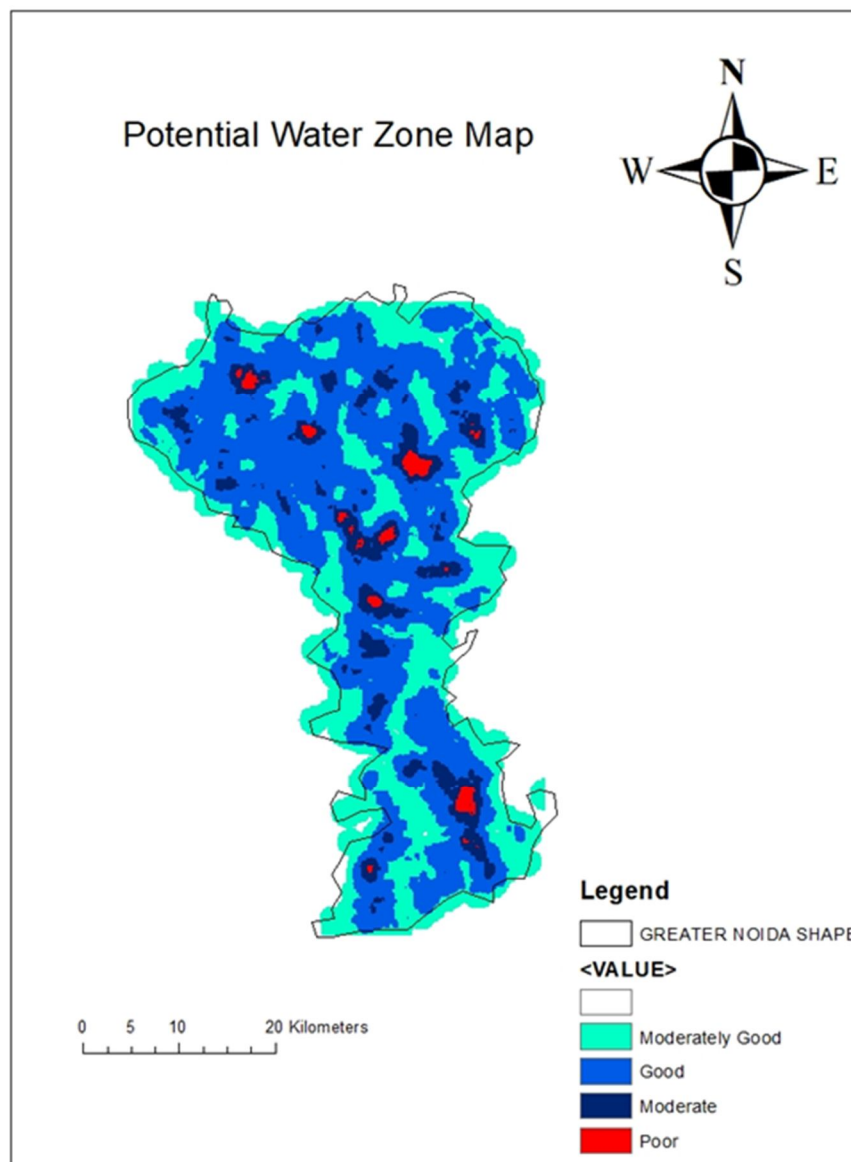 N
Potential Water Zone Map
W E
S
Legend
GREATER NOIDA SHAPE
<VALUE>
Moderately Good
Good
Moderate
Poor
0 5 10 20 Kilometers